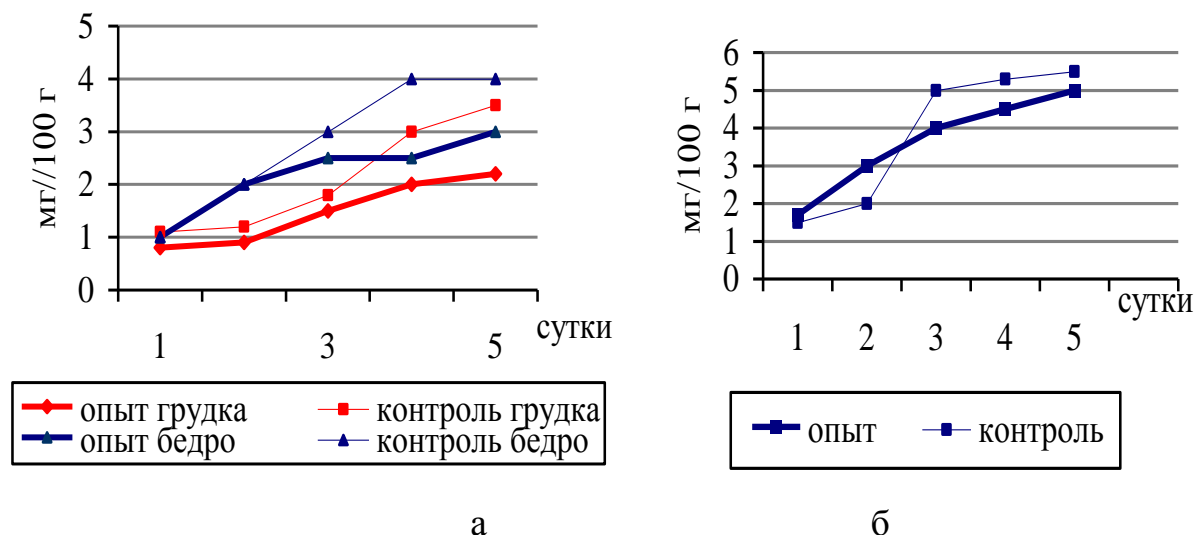 5
4
3
2
1
0
мг//100 г
1 3 5
сутки
опыт грудка контроль грудка
опыт бедро контроль бедро
а
6
5
4
3
2
1
0
мг/100 г
1 2 3 4 5
сутки
опыт контроль
б